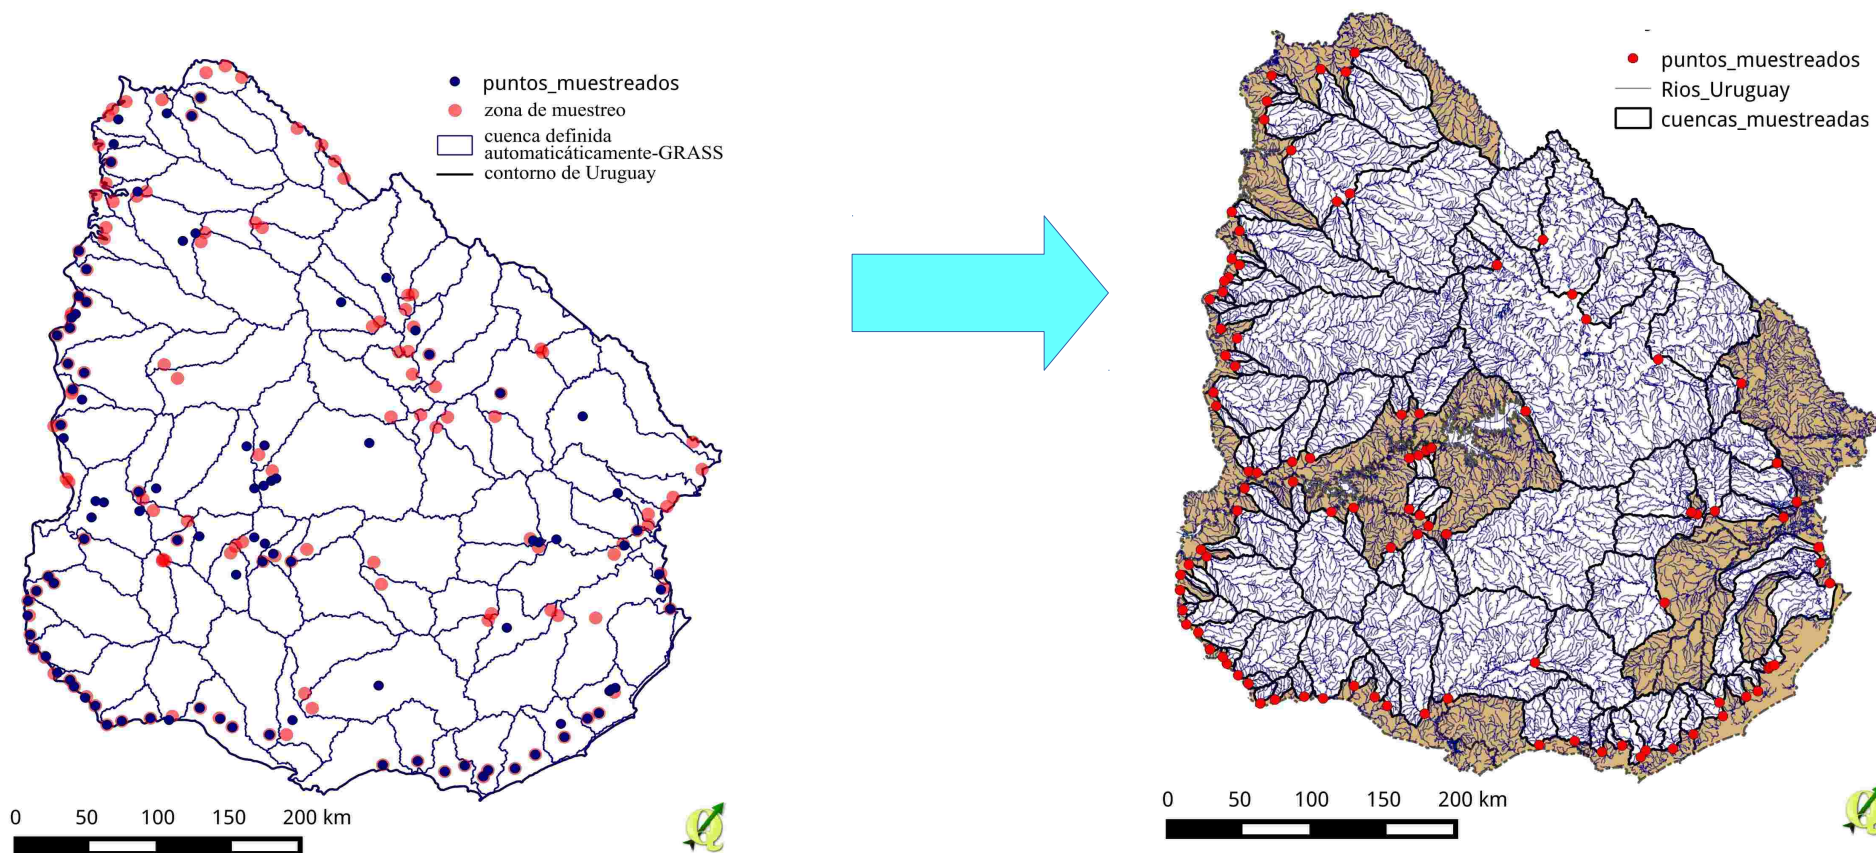 puntos_muestreados
zona de muestreo
cuenca definida
automaticáticamente-GRASS
contorno de Uruguay
0 50 100 150 200 km
puntos_muestreados
Rios_Uruguay
cuencas_muestreadas
0 50 100 150 200 km